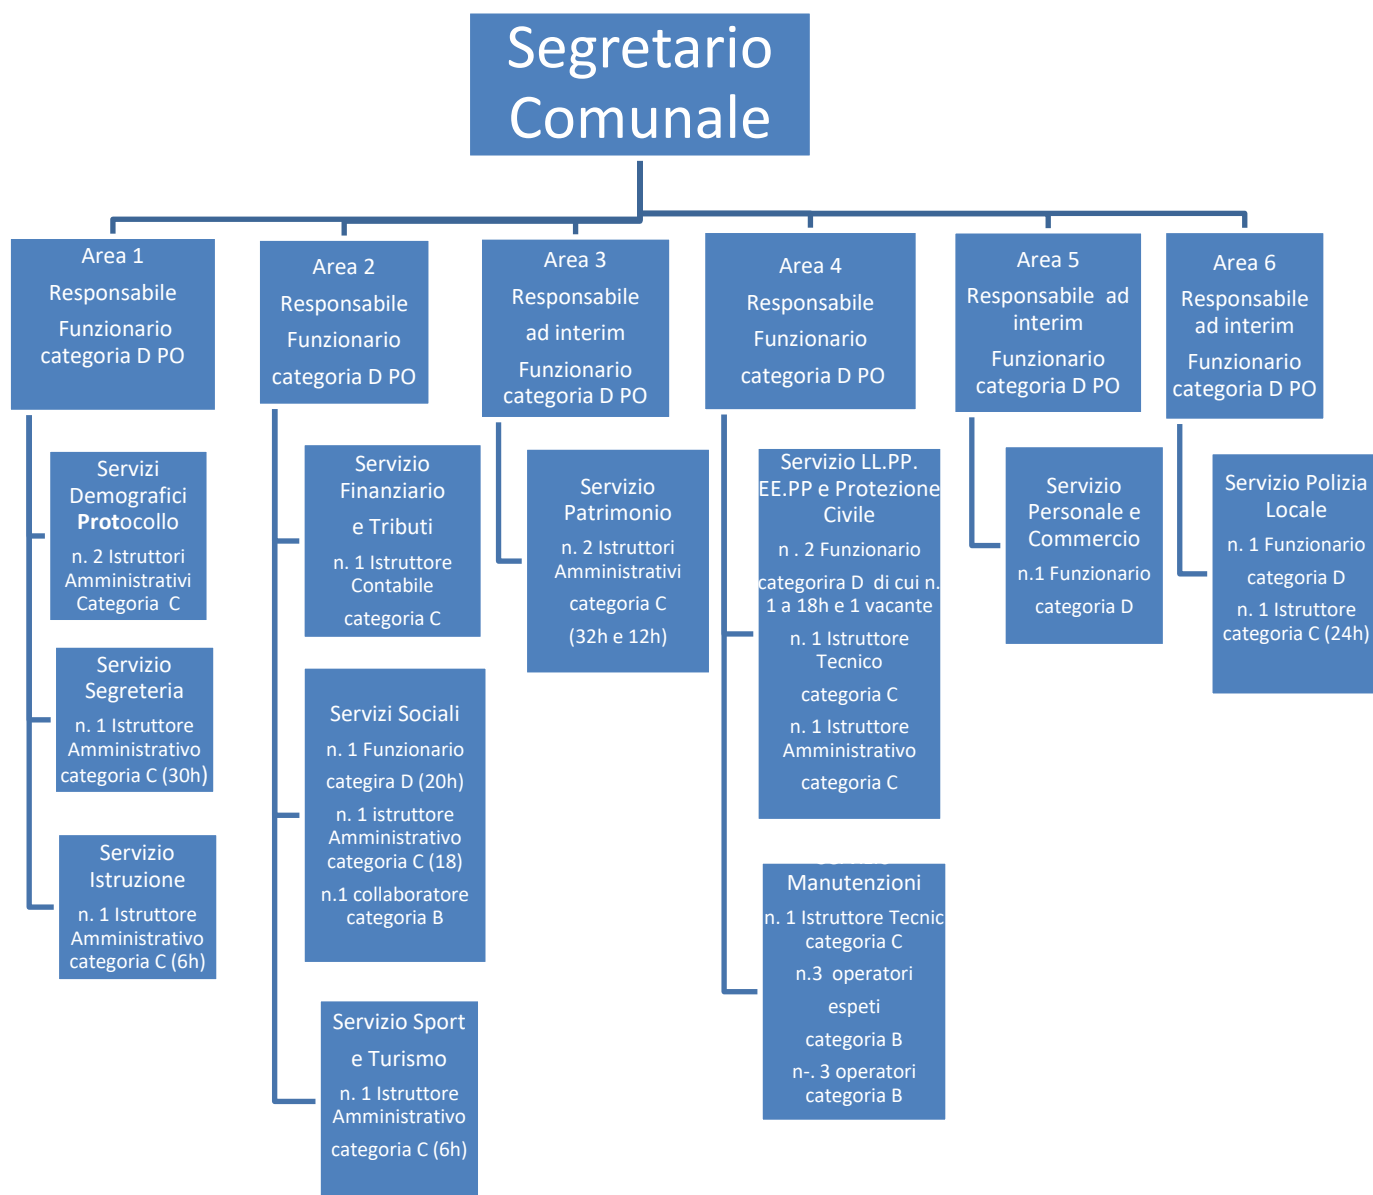 Segretario
Comunale
Area 1
Responsabile
Funzionario
categoria D PO
Servizi
Demografici
Protocollo
n. 2 Istruttori
Amministrativi
Categoria C
Servizio
Segreteria
n. 1 Istruttore
Amministrativo
categoria C (30h)
Servizio
Istruzione
n. 1 Istruttore
Amministrativo
categoria C (6h)
Area 2
Responsabile
Funzionario
categoria D PO
Servizio
Finanziario
e Tributi
n. 1 Istruttore
Contabile
categoria C
Servizi Sociali
n. 1 Funzionario
categira D (20h)
n. 1 istruttore
Amministrativo
categoria C (18)
n.1 collaboratore
categoria B
Servizio Sport
e Turismo
n. 1 Istruttore
Amministrativo
categoria C (6h)
Area 3
Responsabile
ad interim
Funzionario
categoria D PO
Servizio
Patrimonio
n. 2 Istruttori
Amministrativi
categoria C
(32h e 12h)
Area 4
Responsabile
Funzionario
categoria D PO
Servizio LL.PP.
EE.PP e Protezione
Civile
n . 2 Funzionario
categorira D di cui n.
1 a 18h e 1 vacante
n. 1 Istruttore
Tecnico
categoria C
n. 1 Istruttore
Amministrativo
categoria C
Manutenzioni
n. 1 Istruttore Tecnic
categoria C
n.3 operatori
espeti
categoria B
n-. 3 operatori
categoria B
Area 5
Responsabile ad
interim
Funzionario
categoria D PO
Servizio
Personale e
Commercio
n.1 Funzionario
categoria D
Area 6
Responsabile
ad interim
Funzionario
categoria D PO
Servizio Polizia
Locale
n. 1 Funzionario
categoria D
n. 1 Istruttore
categoria C (24h)